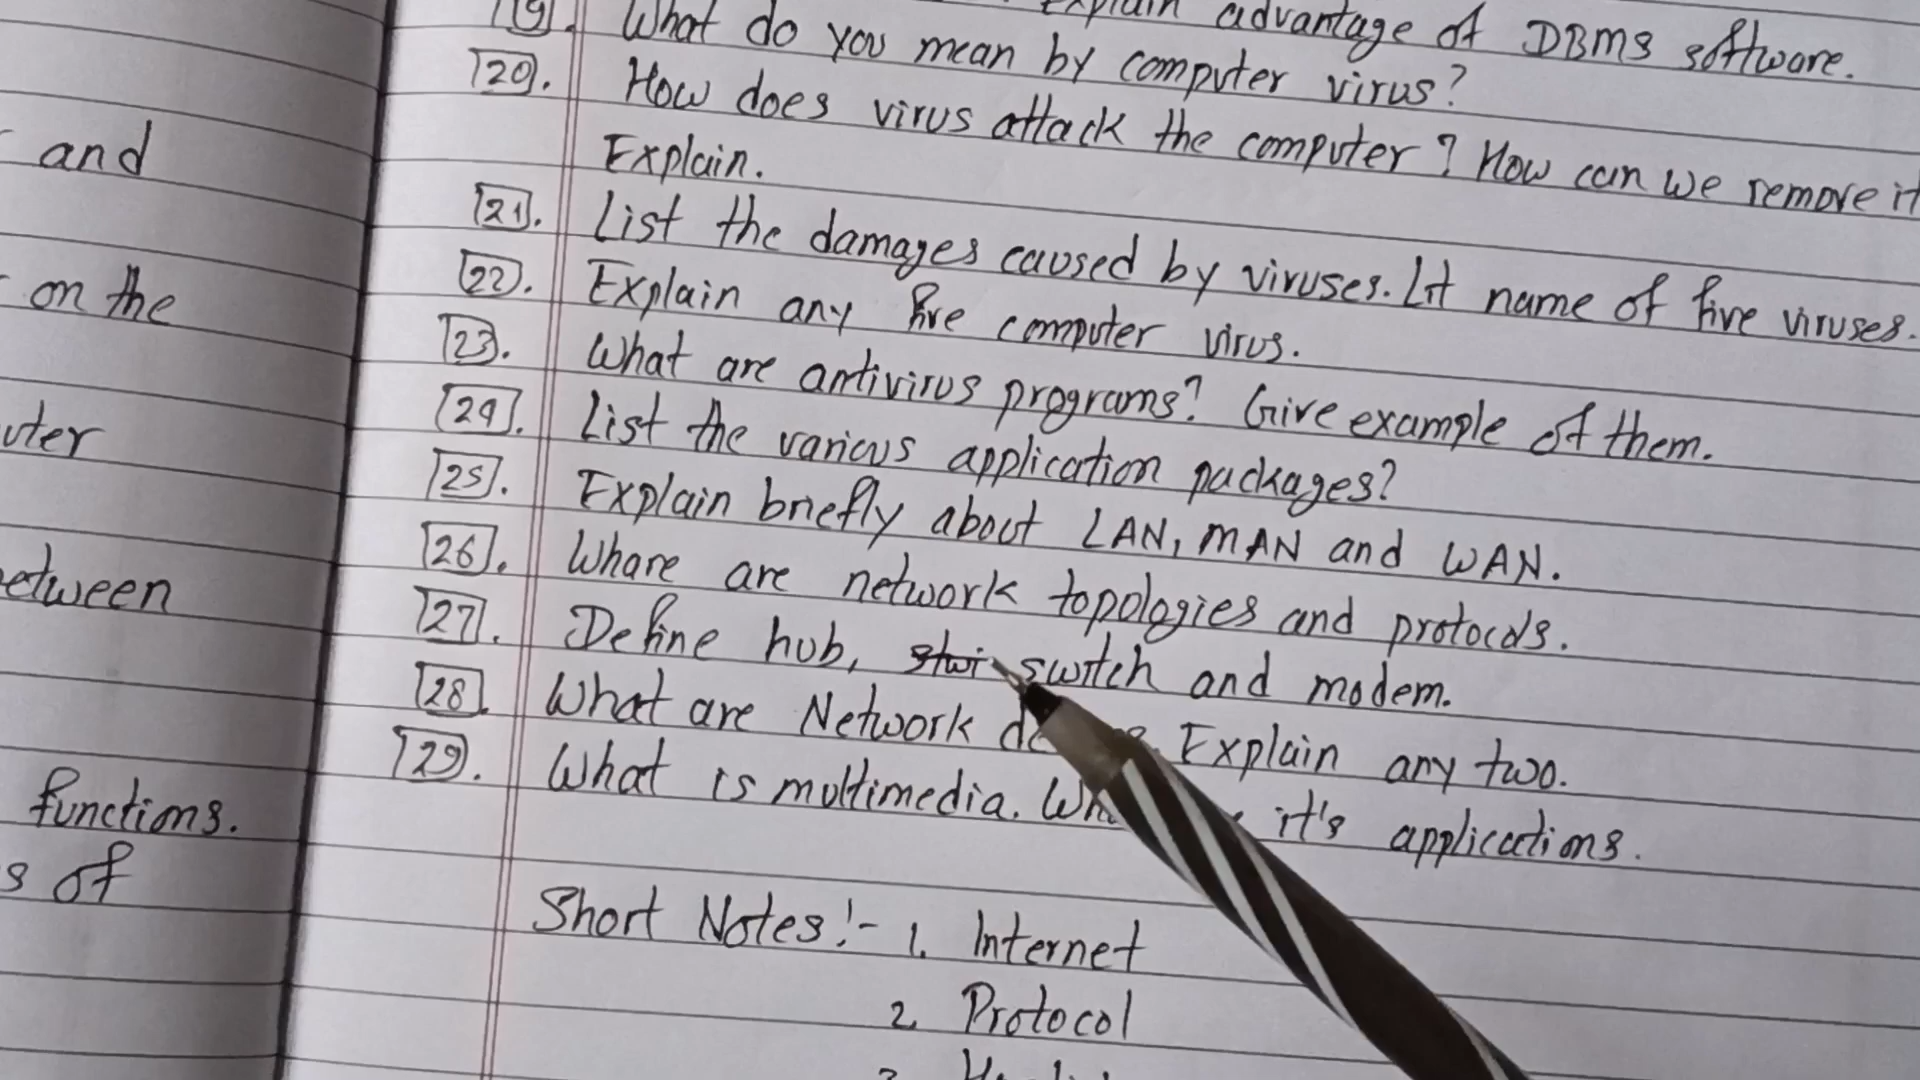 and
on the
between
functions.
s of
Explain advantage of DBMS software.
19. What do you mean by computer virus?
20. How does virus attack the computer? How can we remove it
Explain.
21. List the damages caused by viruses. Lit name of five viruses.
22. Explain any five computer virus.
23. What are antivirus programs? Give example of them.
24. List the various application packages?
25. Explain briefly about LAN, MAN and WAN.
26. Whare are network topologies and protocols.
27. Define hub, stwi switch and modem.
28. What are Network Explain any two.
29. What is multimedia. it's applications.
Short Notes:- 1. Internet
2. Protocol
3.